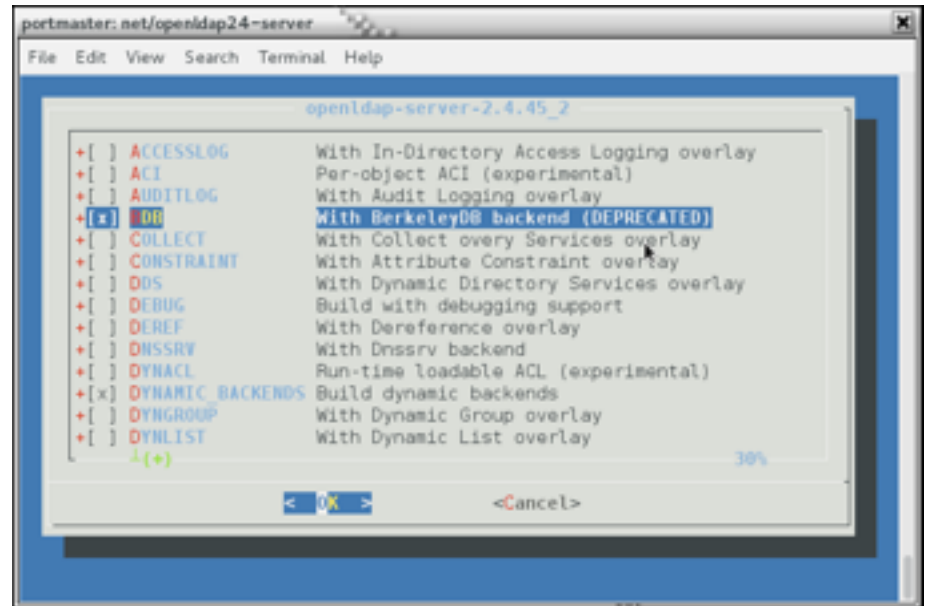 portmaster: net/openldap24-server
File Edit View Search Terminal Help
openldap-server-2.4.45_2
+[ ] ACCESSLOG With In-Directory Access Logging overlay
+[ ] ACI Per-object ACI (experimental)
+[ ] AUDITLOG With Audit Logging overlay
+[x] BDB With BerkeleyDB backend (DEPRECATED)
+[ ] COLLECT With Collect overy Services overlay
+[ ] CONSTRAINT With Attribute Constraint overlay
+[ ] DDS With Dynamic Directory Services overlay
+[ ] DEBUG Build with debugging support
+[ ] DEREF With Dereference overlay
+[ ] DNSSRV With Dnssrv backend
+[ ] DYNACL Run-time loadable ACL (experimental)
+[x] DYNAMIC_BACKENDS Build dynamic backends
+[ ] DYNGROUP With Dynamic Group overlay
+[ ] DYNLIST With Dynamic List overlay
┴(+) 30%
< OK > <Cancel>